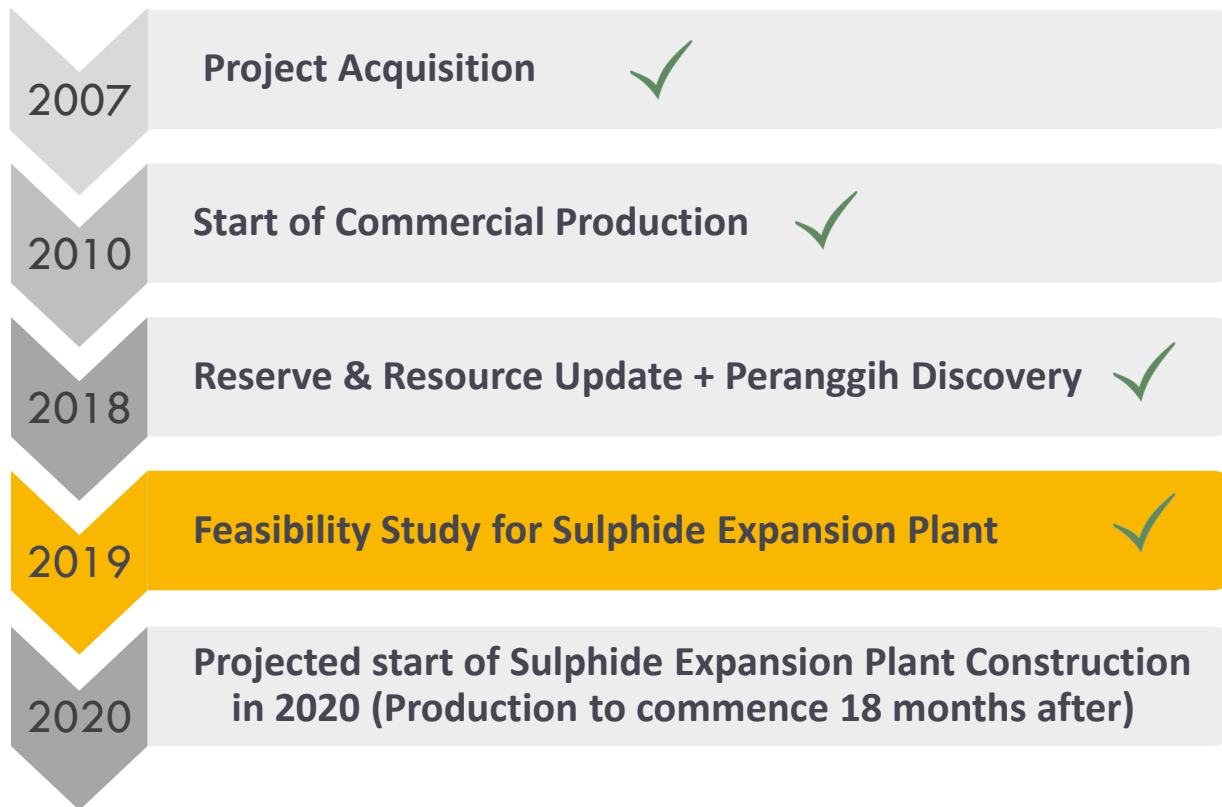 2007
Project Acquisition
2010
Start of Commercial Production
2018
Reserve & Resource Update + Peranggih Discovery
2019
Feasibility Study for Sulphide Expansion Plant
2020
Projected start of Sulphide Expansion Plant Construction
in 2020 (Production to commence 18 months after)